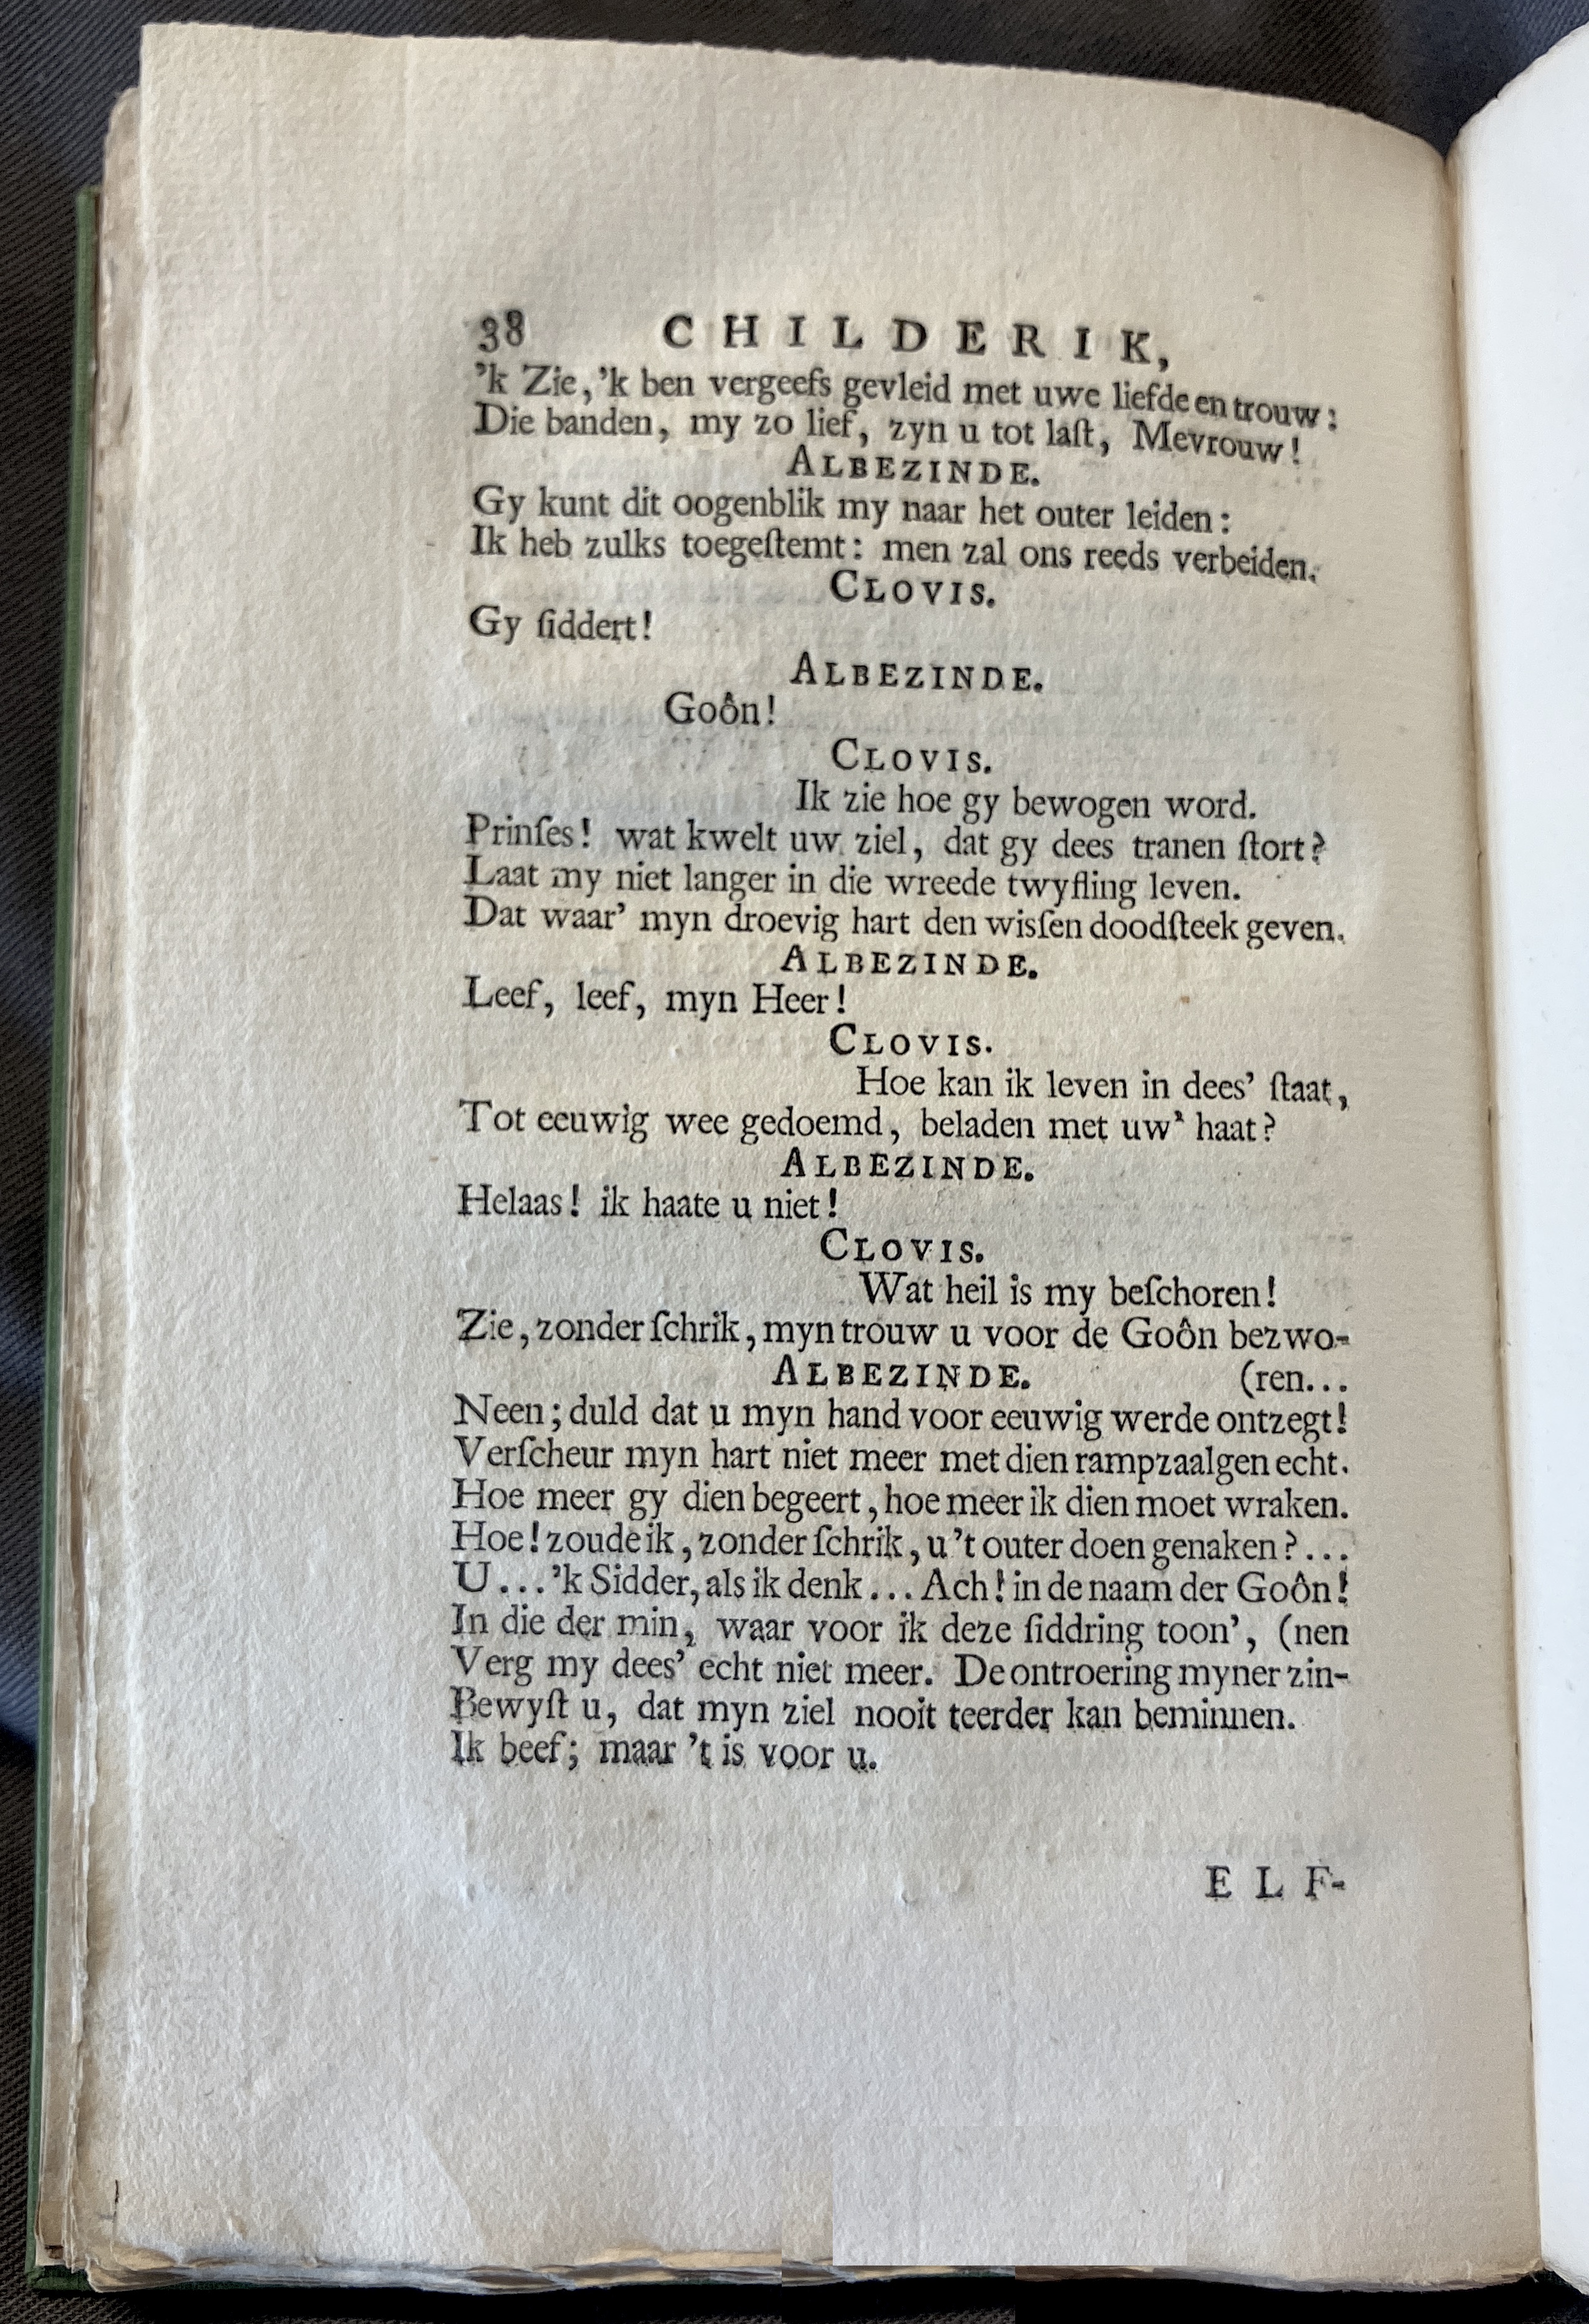 38 CHILDERIK,
’k Zie, ’k ben vergeefs gevleid met uwe liefde en trouw:
Die banden, my zo lief, zyn u tot laſt, Mevrouw!
ALBEZINDE.
Gy kunt dit oogenblik my naar het outer leiden:
Ik heb zulks toegeſtemt: men zal ons reeds verbeiden.
CLOVIS.
Gy ſiddert!
ALBEZINDE.
Goôn!
CLOVIS.
Ik zie hoe gy bewogen word.
Prinſes! wat kwelt uw ziel, dat gy dees tranen ſtort?
Laat my niet langer in die wreede twyfling leven.
Dat waar’ myn droevig hart den wisſen doodſteek geven.
ALBEZINDE.
Leef, leef, myn Heer!
CLOVIS.
Hoe kan ik leven in dees’ ſtaat,
Tot eeuwig wee gedoemd, beladen met uw’ haat?
ALBEZINDE.
Helaas! ik haate u niet!
CLOVIS.
Wat heil is my beſchoren!
Zie, zonder ſchrik, myn trouw u voor de Goôn bezwo-
ALBEZINDE. (ren...
Neen; duld dat u myn hand voor eeuwig werde ontzegt!
Verſcheur myn hart niet meer met dien rampzaalgen echt.
Hoe meer gy dien begeert, hoe meer ik dien moet wraken.
Hoe! zoude ik, zonder ſchrik, u ’t outer doen genaken?...
U...’k Sidder, als ik denk... Ach! in de naam der Goôn!
In die der min, waar voor ik deze ſiddring toon’, (nen
Verg my dees’ echt niet meer. De ontroering myner zin-
Bewyſt u, dat myn ziel nooit teerder kan beminnen.
Ik beef; maar ’t is voor u.
ELF-